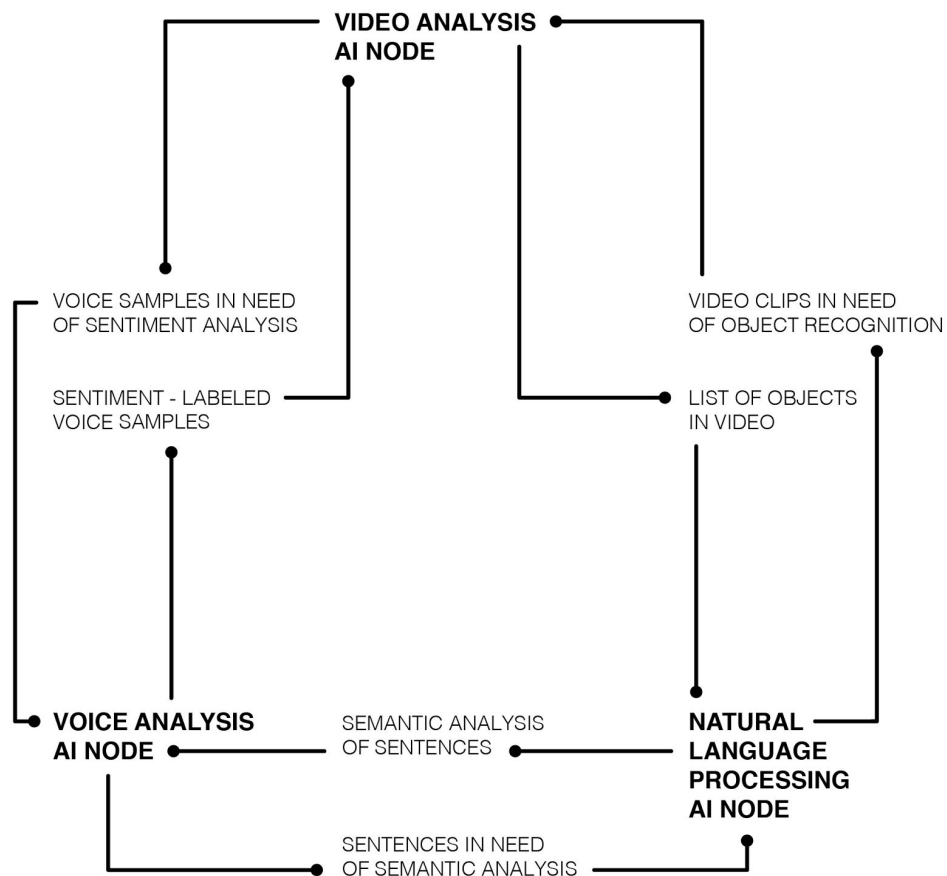 VIDEO ANALYSIS
AI NODE
VOICE SAMPLES IN NEED
OF SENTIMENT ANALYSIS
VIDEO CLIPS IN NEED
OF OBJECT RECOGNITION
SENTIMENT - LABELED
VOICE SAMPLES
LIST OF OBJECTS
IN VIDEO
VOICE ANALYSIS
AI NODE
SEMANTIC ANALYSIS
OF SENTENCES
NATURAL
LANGUAGE
PROCESSING
AI NODE
SENTENCES IN NEED
OF SEMANTIC ANALYSIS